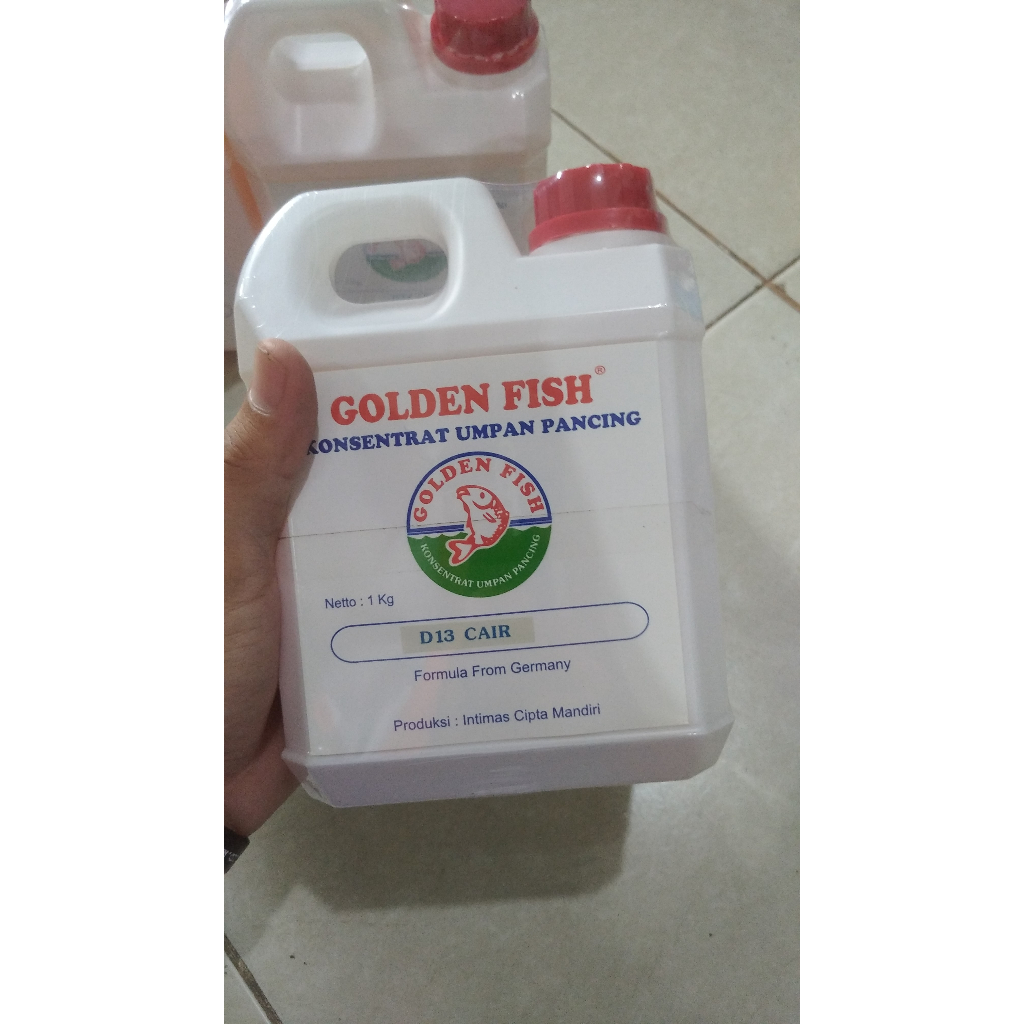 GOLDEN FISH®
KONSENTRAT UMPAN PANCING
GOLDEN FISH
KONSENTRAT UMPAN PANCING
Netto : 1 Kg
D13 CAIR
Formula From Germany
Produksi : Intimas Cipta Mandiri